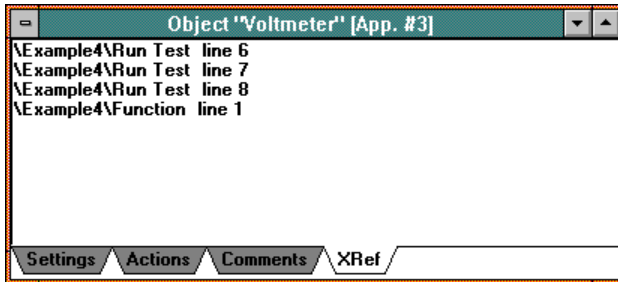 Object "Voltmeter" [App. #3]
\Example4\Run Test line 6
\Example4\Run Test line 7
\Example4\Run Test line 8
\Example4\Function line 1
Settings Actions Comments XRef